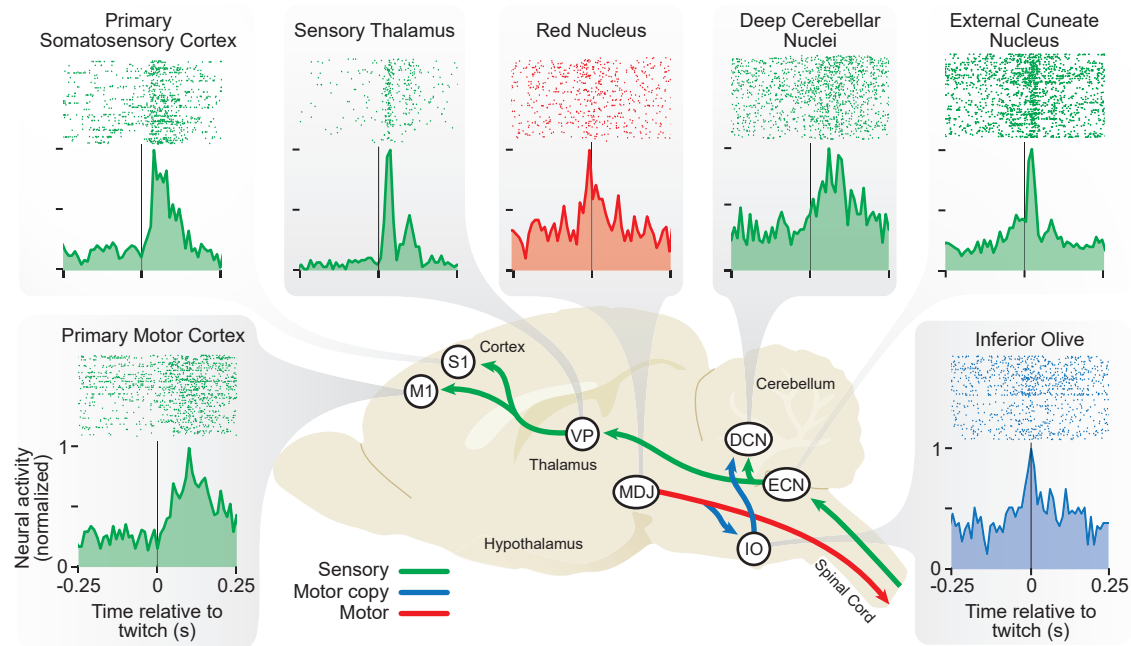 Primary
Somatosensory Cortex
Sensory Thalamus
Red Nucleus
Deep Cerebellar
Nuclei
External Cuneate
Nucleus
Primary Motor Cortex
Neural activity
(normalized)
1
0
-0.25
0
0.25
Time relative to
twitch (s)
Inferior Olive
1
0
-0.25
0
0.25
Time relative to
twitch (s)
S1
Cortex
M1
VP
Thalamus
Cerebellum
DCN
ECN
MDJ
IO
Hypothalamus
Spinal Cord
Sensory
Motor copy
Motor